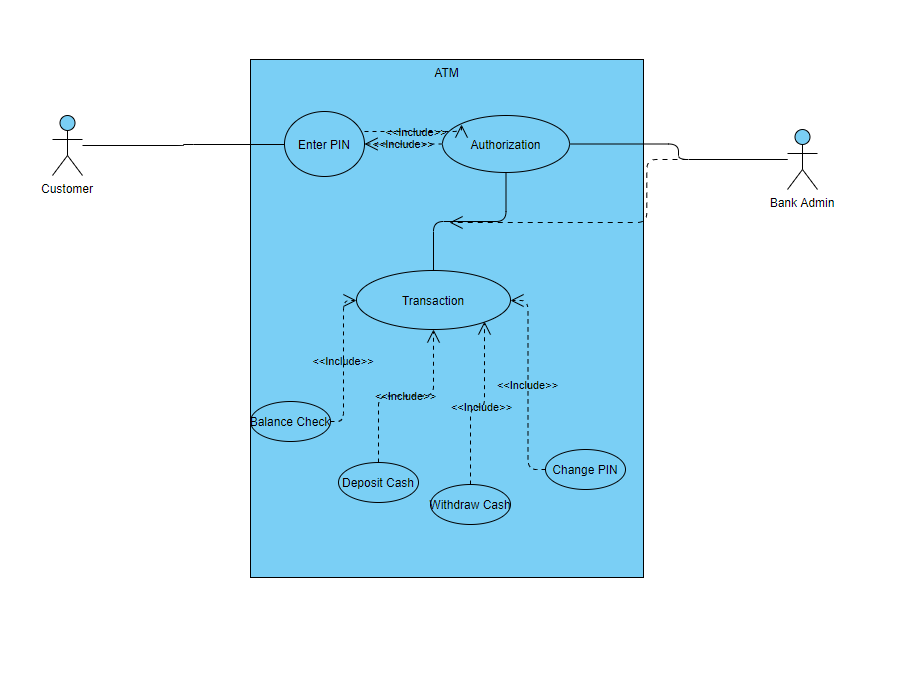 ATM
Enter PIN
<<Include>>
<<Include>>
Authorization
Customer
Bank Admin
Transaction
<<Include>>
<<Include>>
<<Include>>
<<Include>>
Balance Check
Deposit Cash
Withdraw Cash
Change PIN